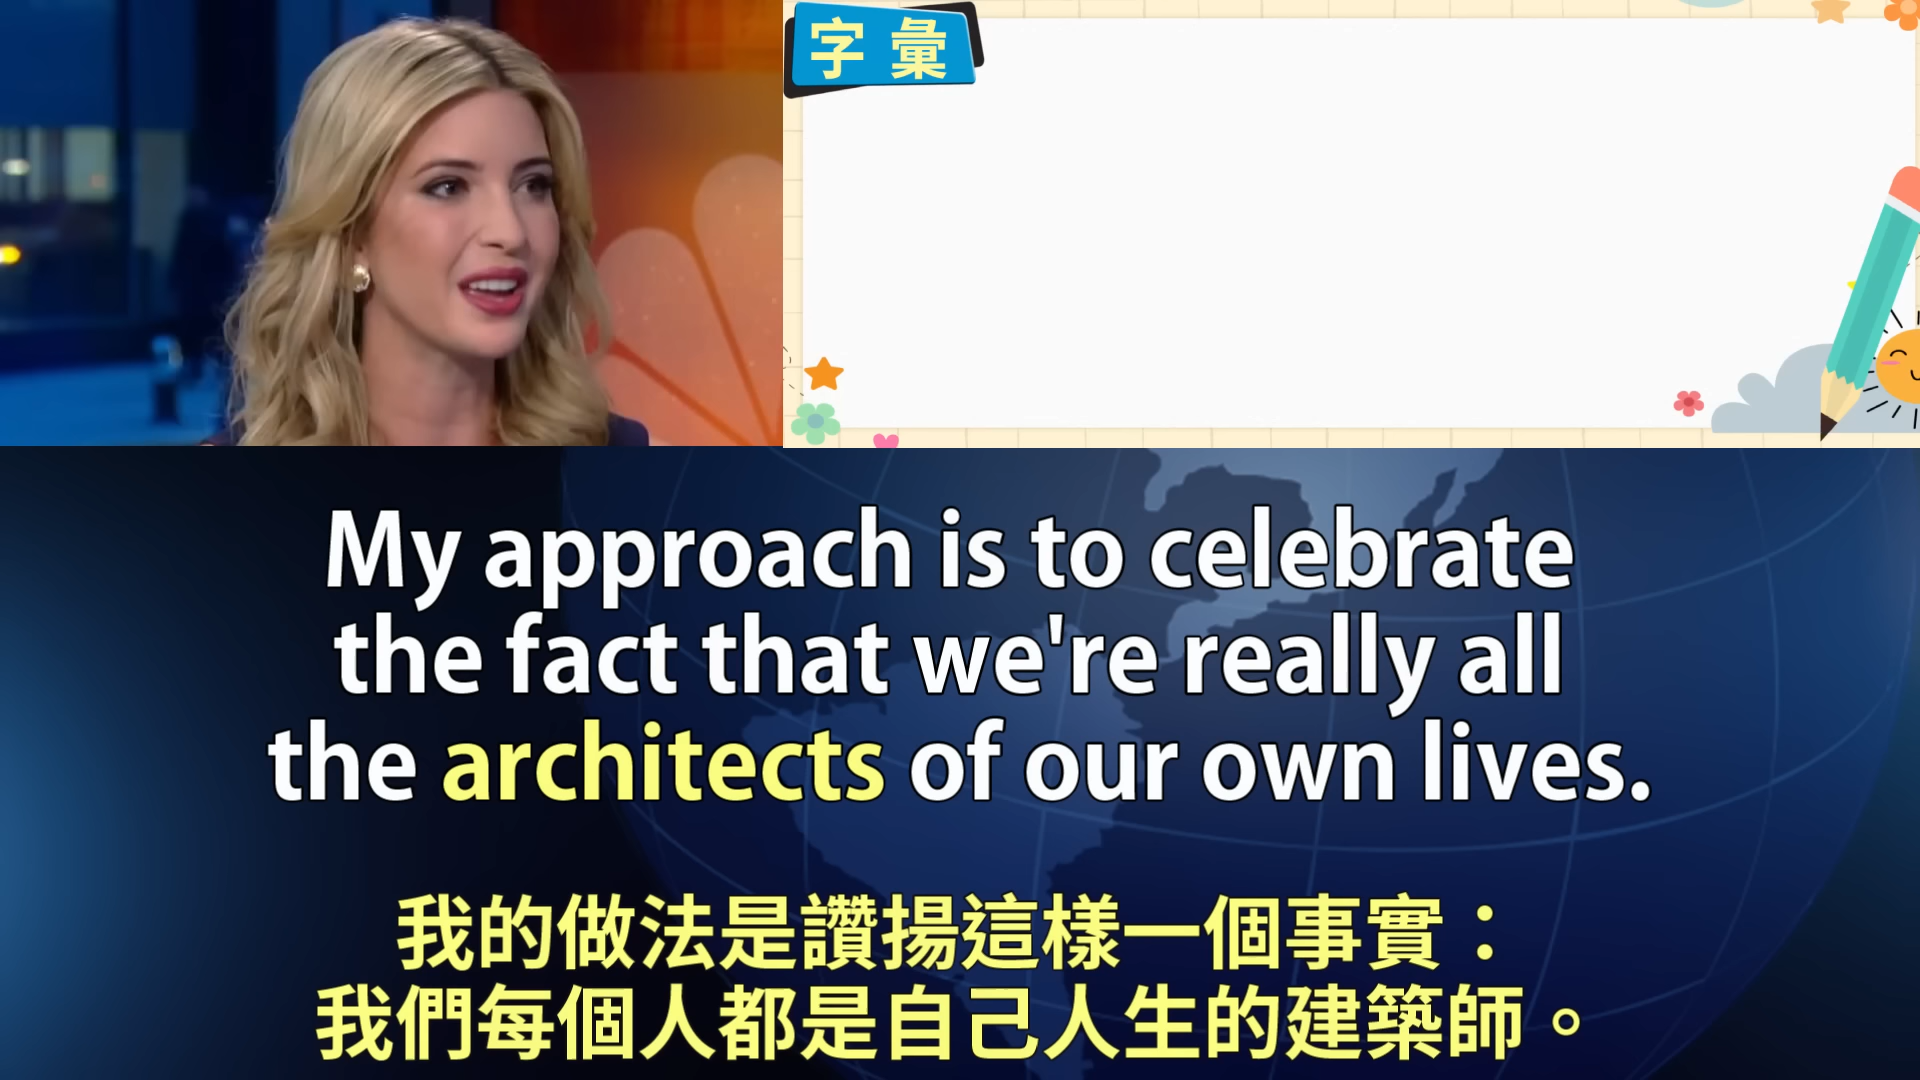 字彙
My approach is to celebrate
the fact that we're really all
the architects of our own lives.
我的做法是讚揚這樣一個事實：
我們每個人都是自己人生的建築師。